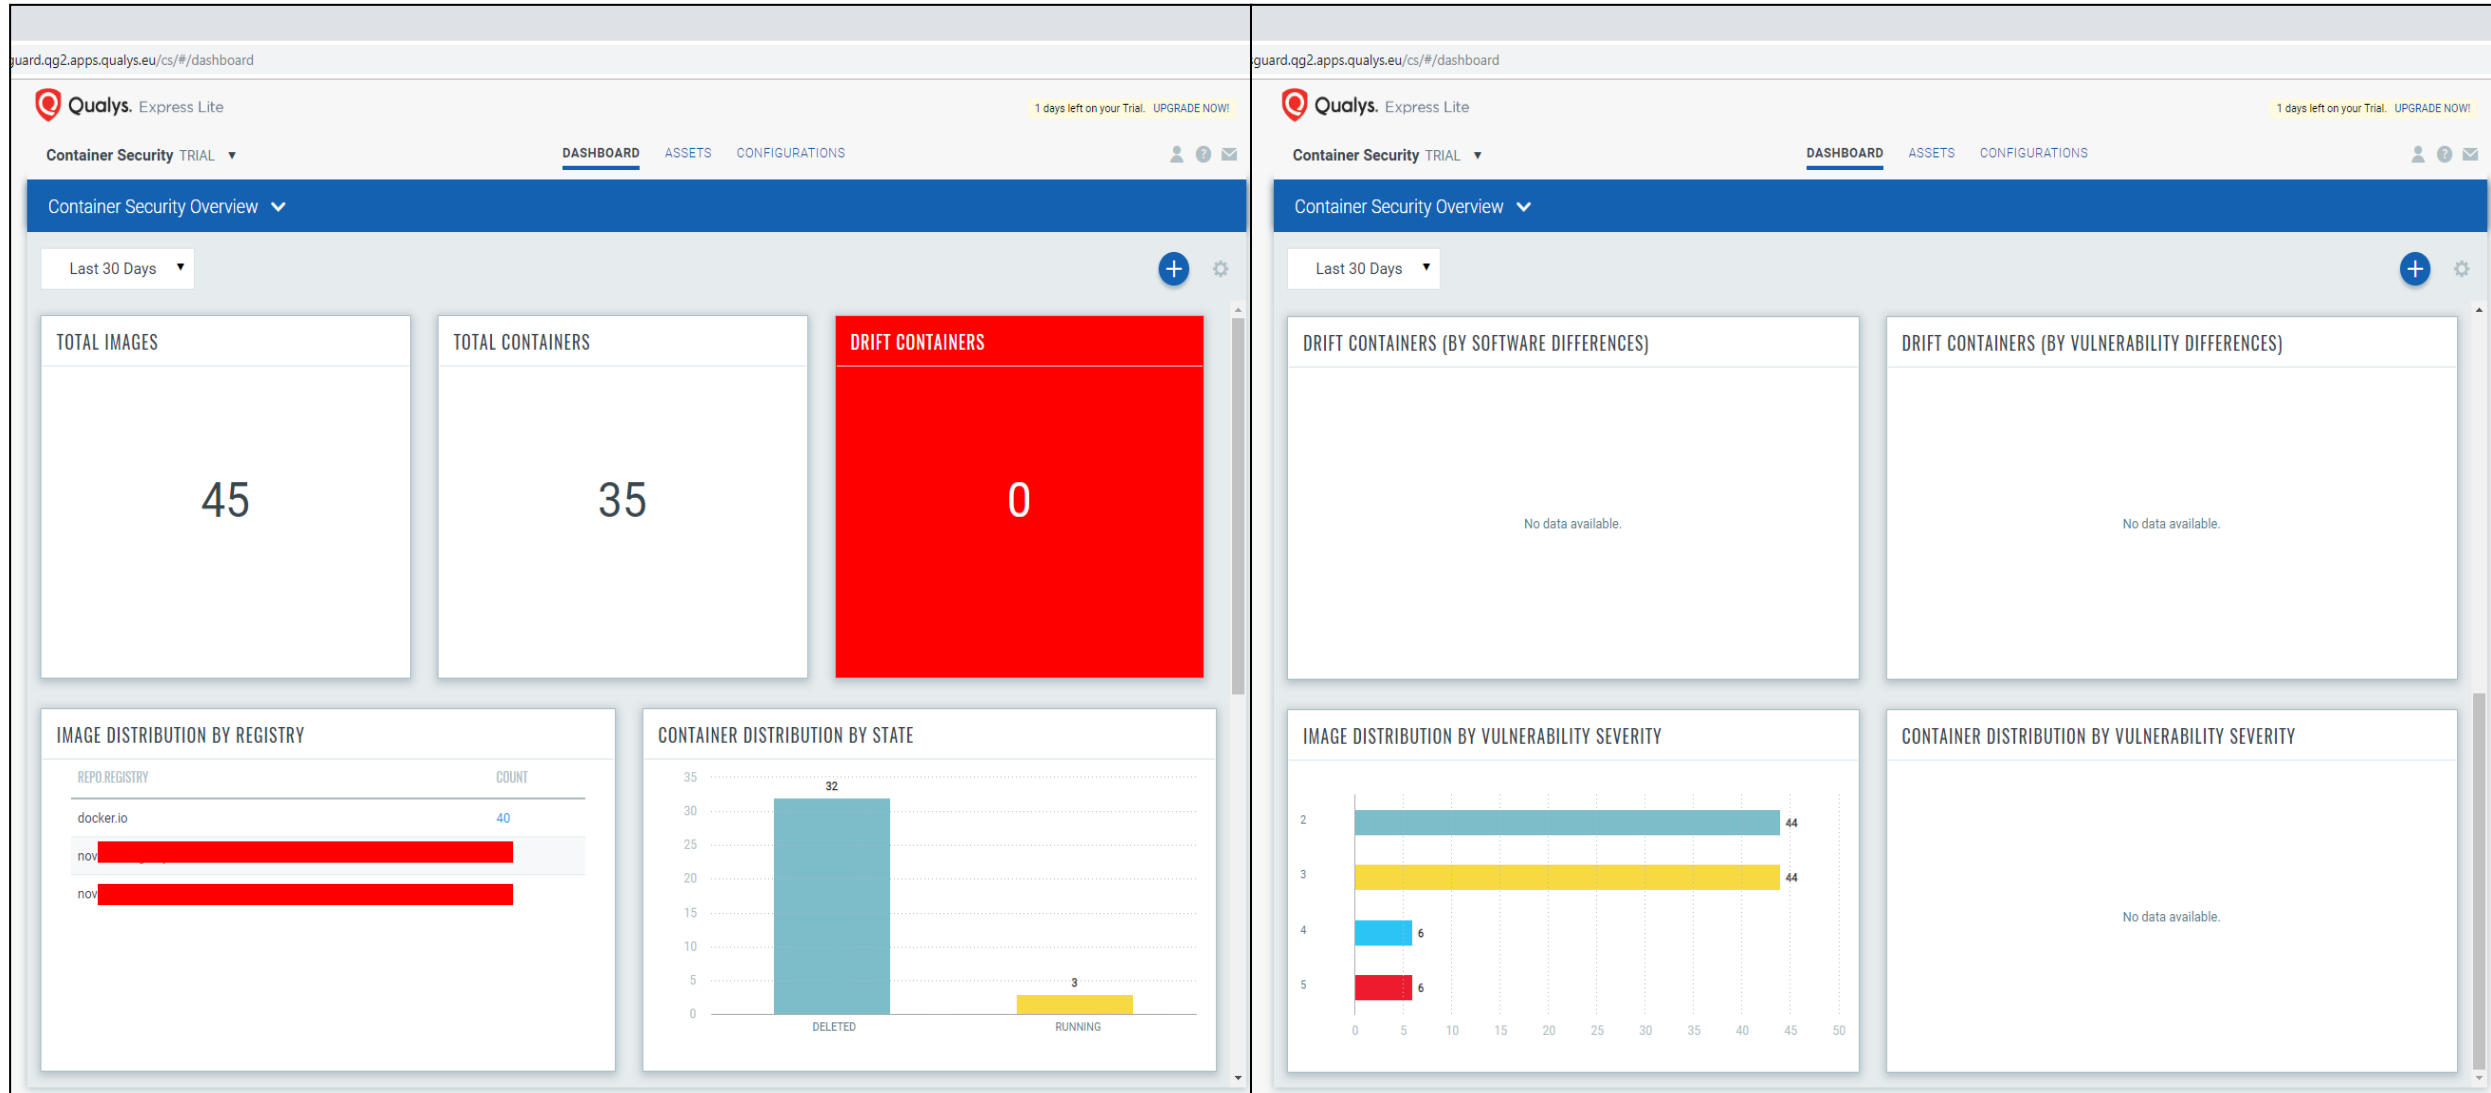 guard.qg2.apps.qualys.eu/cs/#/dashboard
Qualys. Express Lite
1 days left on your Trial. UPGRADE NOW!
Container Security TRIAL
DASHBOARD ASSETS CONFIGURATIONS
Container Security Overview
Last 30 Days
TOTAL IMAGES
45
TOTAL CONTAINERS
35
DRIFT CONTAINERS
0
IMAGE DISTRIBUTION BY REGISTRY
REPO.REGISTRY COUNT
docker.io 40
nov
nov
CONTAINER DISTRIBUTION BY STATE
35
30
25
20
15
10
5
0
32
3
DELETED RUNNING
guard.qg2.apps.qualys.eu/cs/#/dashboard
Qualys. Express Lite
1 days left on your Trial. UPGRADE NOW!
Container Security TRIAL
DASHBOARD ASSETS CONFIGURATIONS
Container Security Overview
Last 30 Days
DRIFT CONTAINERS (BY SOFTWARE DIFFERENCES)
No data available.
DRIFT CONTAINERS (BY VULNERABILITY DIFFERENCES)
No data available.
IMAGE DISTRIBUTION BY VULNERABILITY SEVERITY
2 44
3 44
4 6
5 6
0 5 10 15 20 25 30 35 40 45 50
CONTAINER DISTRIBUTION BY VULNERABILITY SEVERITY
No data available.